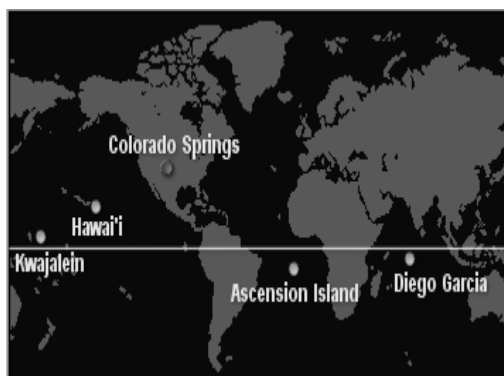 Colorado Springs
Hawai'i
Kwajalein
Ascension Island
Diego Garcia